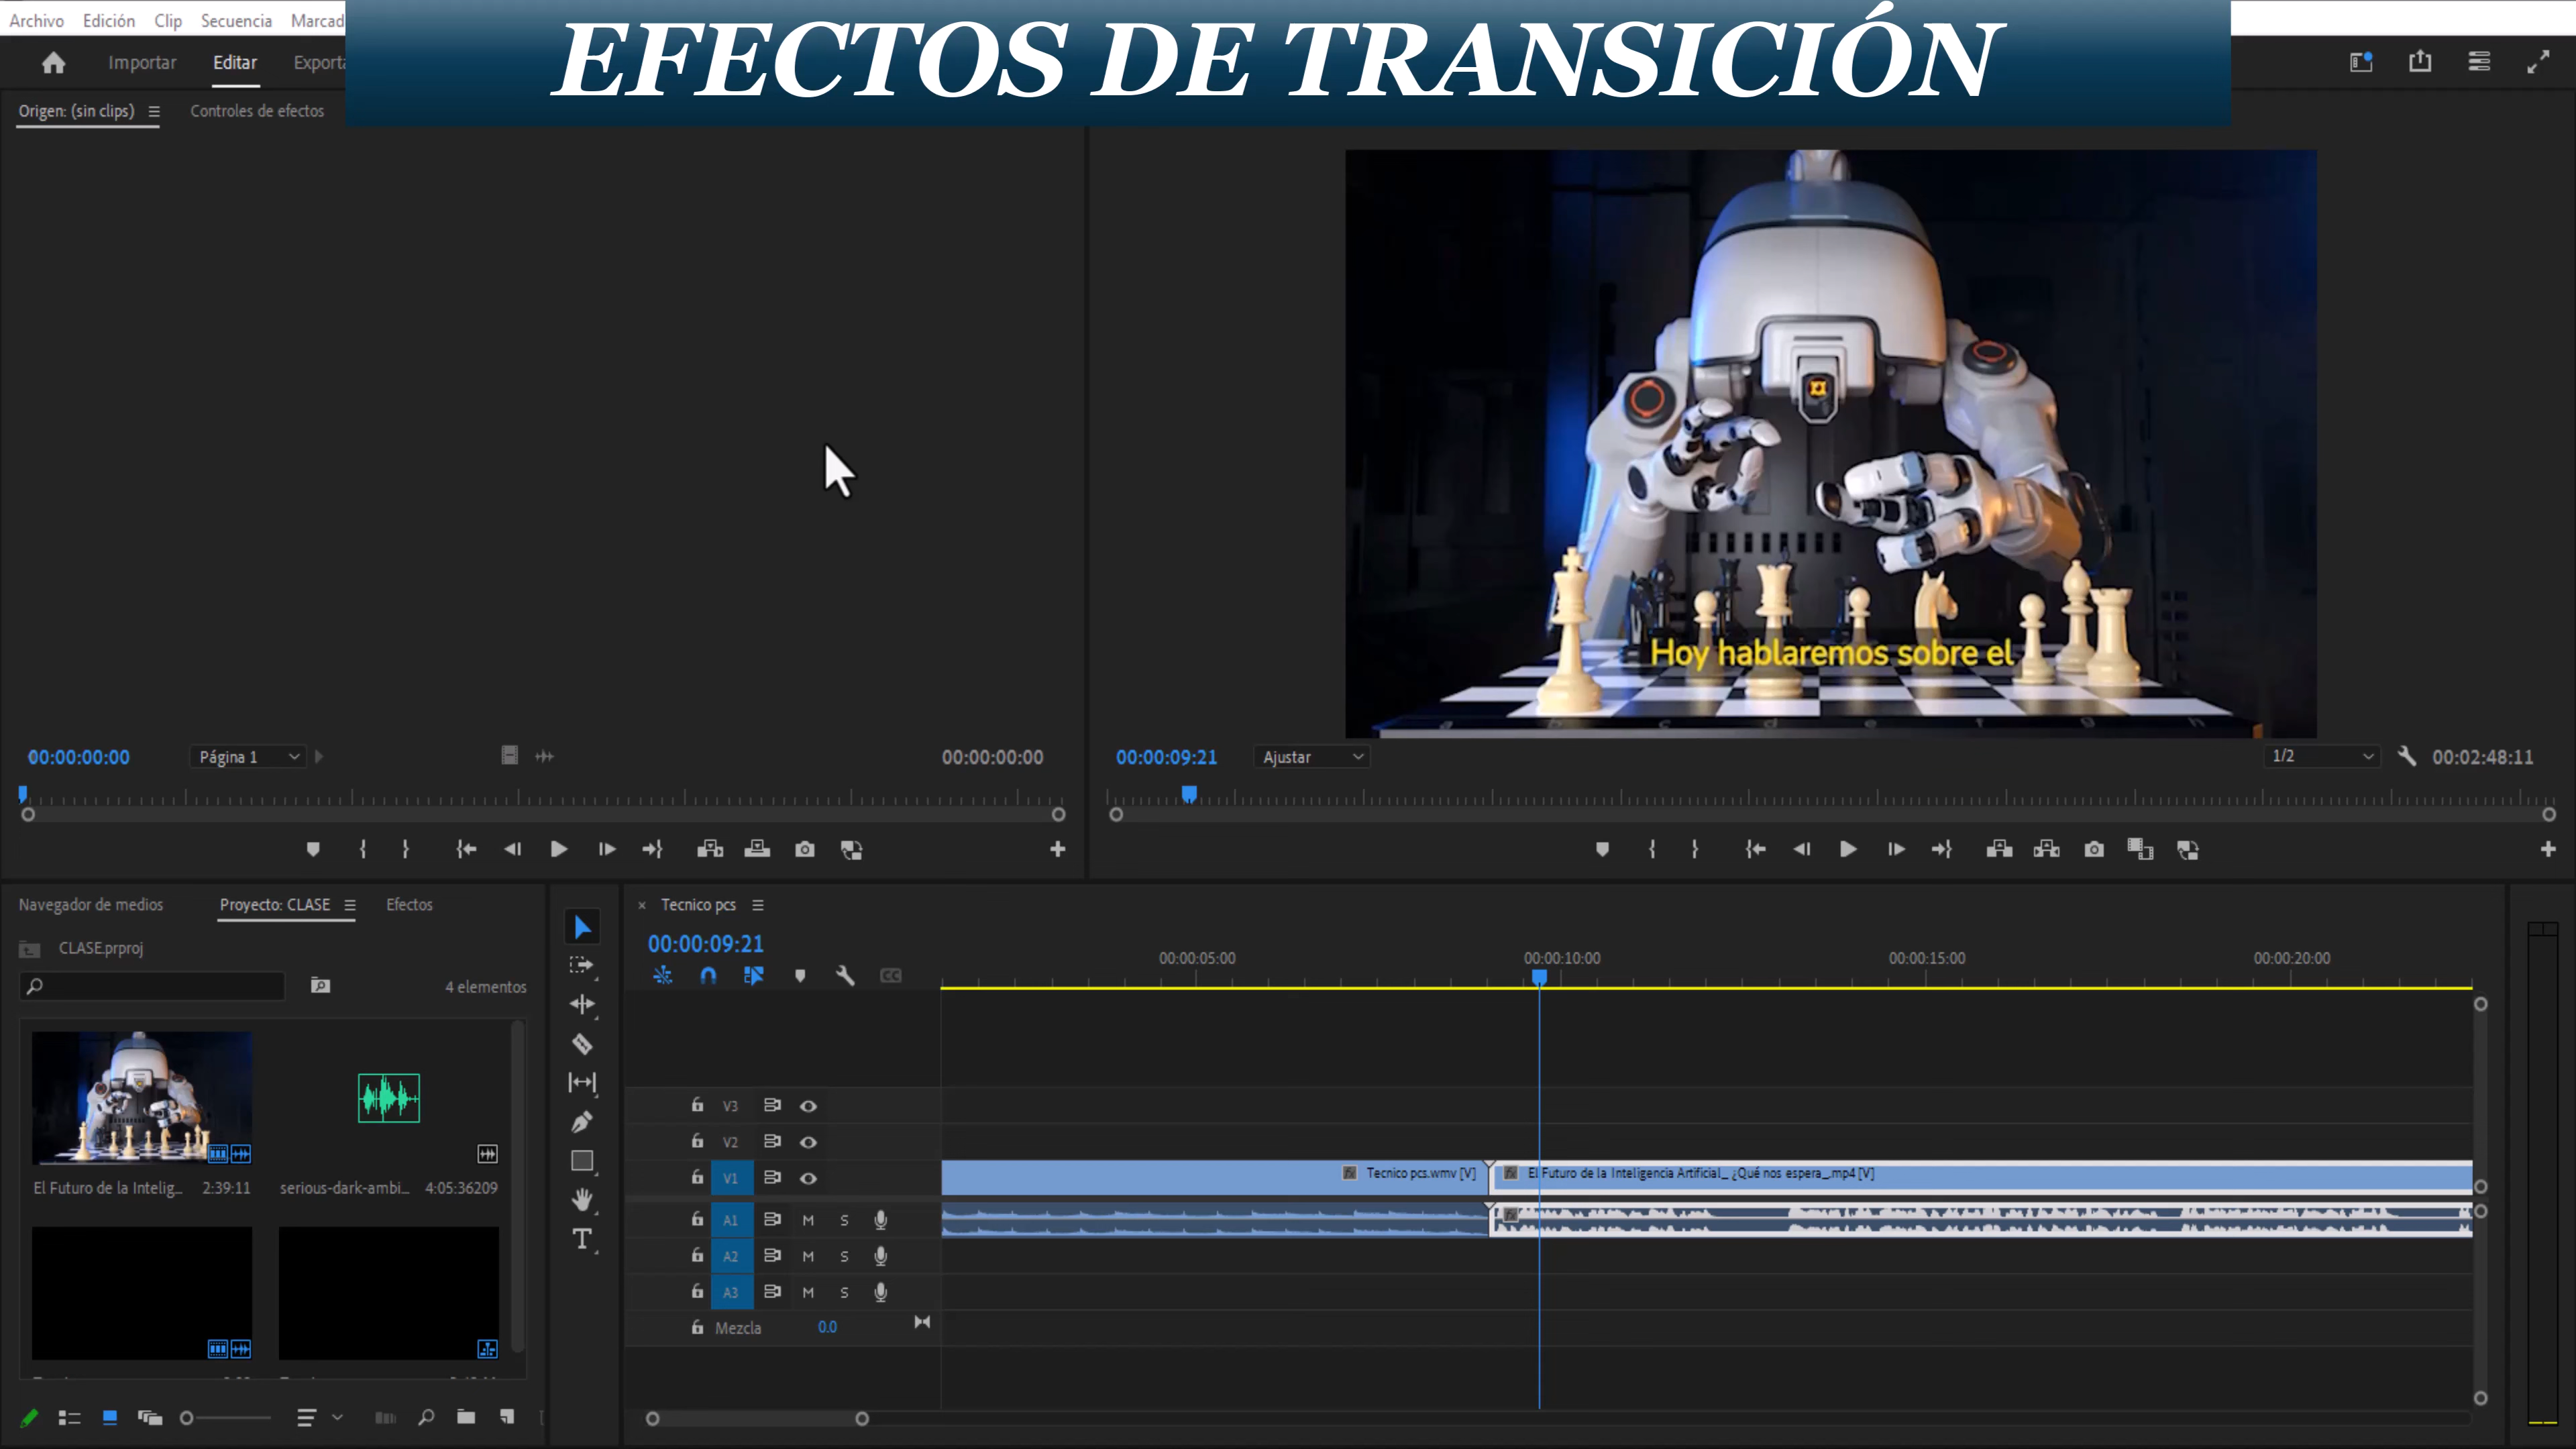 Archivo Edición Clip Secuencia Marcad
EFECTOS DE TRANSICIÓN
Importar Editar Exporta
Origen: (sin clips) Controles de efectos
Hoy hablaremos sobre el
00:00:00:00 Página 1 00:00:00:00
00:00:09:21 Ajustar 1/2 00:02:48:11
Navegador de medios Proyecto: CLASE Efectos
CLASE.prproj
4 elementos
El Futuro de la Intelig... 2:39:11
serious-dark-ambi... 4:05:36209
× Tecnico pcs
00:00:09:21
00:00:05:00 00:00:10:00 00:00:15:00 00:00:20:00
CC
V3
V2
V1 fx Tecnico pcs.wmv [V] fx El Futuro de la Inteligencia Artificial_ ¿Qué nos espera_.mp4 [V]
A1 M S fx
A2 M S
A3 M S
Mezcla 0.0
T